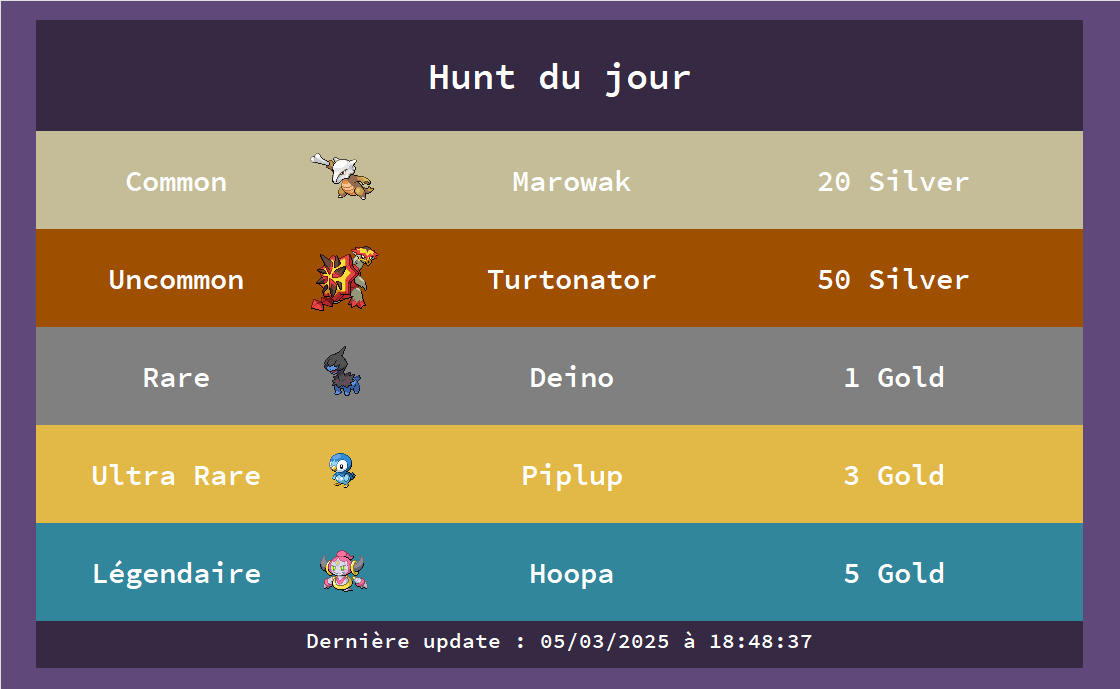 Hunt du jour
Common Marowak 20 Silver
Uncommon Turtonator 50 Silver
Rare Deino 1 Gold
Ultra Rare Piplup 3 Gold
Légendaire Hoopa 5 Gold
Dernière update : 05/03/2025 à 18:48:37